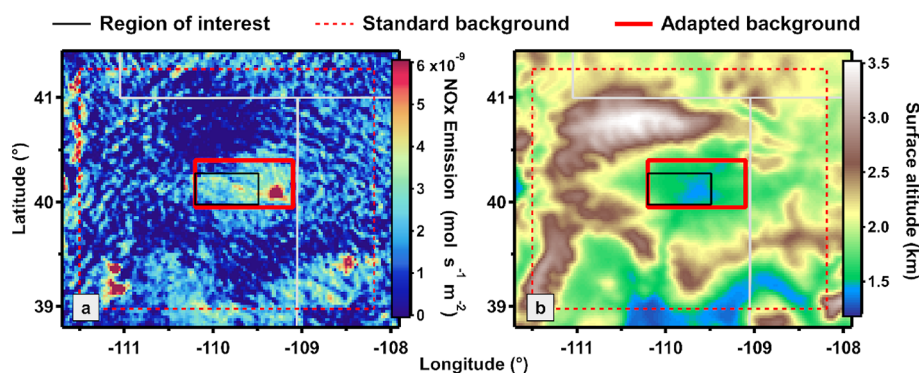 Region of interest Standard background Adapted background
41
40
39
Latitude (°)
-111 -110 -109 -108
a
6 x10⁻⁹
5
4
3
2
1
0
NOx Emission (mol s⁻¹ m⁻²)
41
40
39
-111 -110 -109 -108
b
3.5
3.0
2.5
2.0
1.5
Surface altitude (km)
Longitude (°)